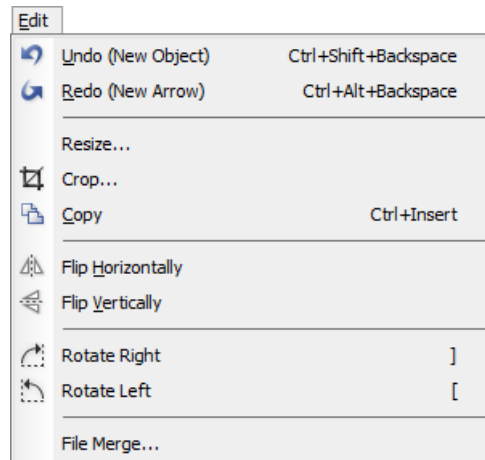 Edit
Undo (New Object) Ctrl+Shift+Backspace
Redo (New Arrow) Ctrl+Alt+Backspace
Resize...
Crop...
Copy Ctrl+Insert
Flip Horizontally
Flip Vertically
Rotate Right ]
Rotate Left [
File Merge...